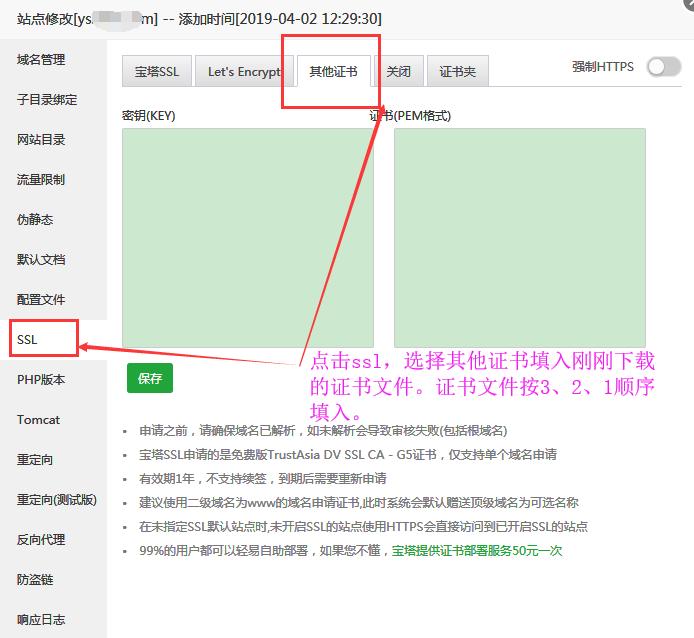 站点修改[ys m] -- 添加时间[2019-04-02 12:29:30]
域名管理
子目录绑定
网站目录
流量限制
伪静态
默认文档
配置文件
SSL
PHP版本
Tomcat
重定向
重定向(测试版)
反向代理
防盗链
响应日志
宝塔SSL
Let's Encrypt
其他证书
关闭
证书夹
强制HTTPS
密钥(KEY)
证书(PEM格式)
点击ssl，选择其他证书填入刚刚下载
的证书文件。证书文件按3、2、1顺序
填入。
保存
申请之前，请确保域名已解析，如未解析会导致审核失败(包括根域名)
宝塔SSL申请的是免费版TrustAsia DV SSL CA - G5证书，仅支持单个域名申请
有效期1年，不支持续签，到期后需要重新申请
建议使用二级域名为www的域名申请证书,此时系统会默认赠送顶级域名为可选名称
在未指定SSL默认站点时,未开启SSL的站点使用HTTPS会直接访问到已开启SSL的站点
99%的用户都可以轻易自助部署，如果您不懂，宝塔提供证书部署服务50元一次